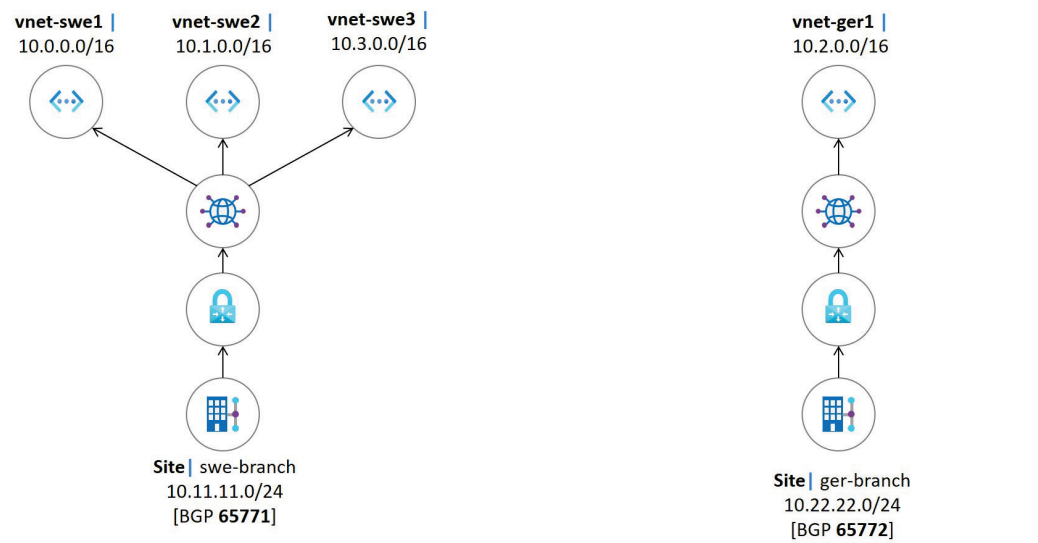 vnet-swe1 |
10.0.0.0/16
vnet-swe2 |
10.1.0.0/16
vnet-swe3 |
10.3.0.0/16
vnet-ger1 |
10.2.0.0/16
Site| swe-branch
10.11.11.0/24
[BGP 65771]
Site| ger-branch
10.22.22.0/24
[BGP 65772]